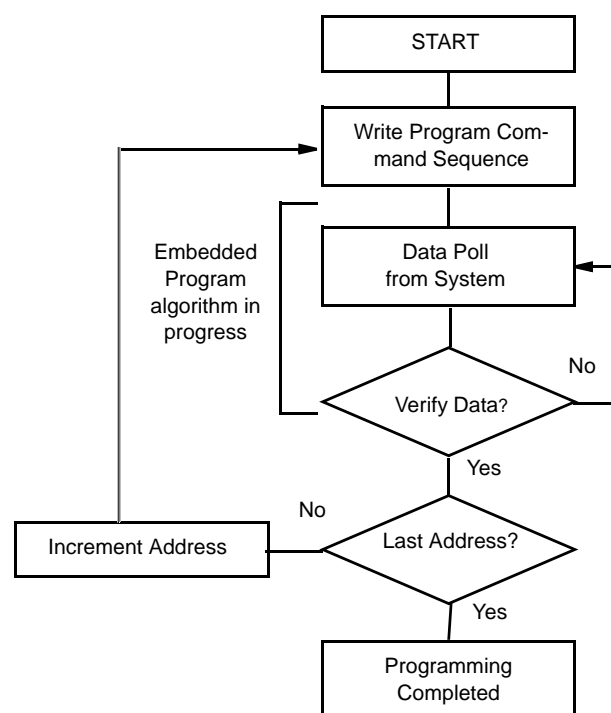 START
Write Program Com-
mand Sequence
Data Poll
from System
Embedded
Program
algorithm in
progress
Verify Data?
No
Yes
Last Address?
No
Increment Address
Yes
Programming
Completed